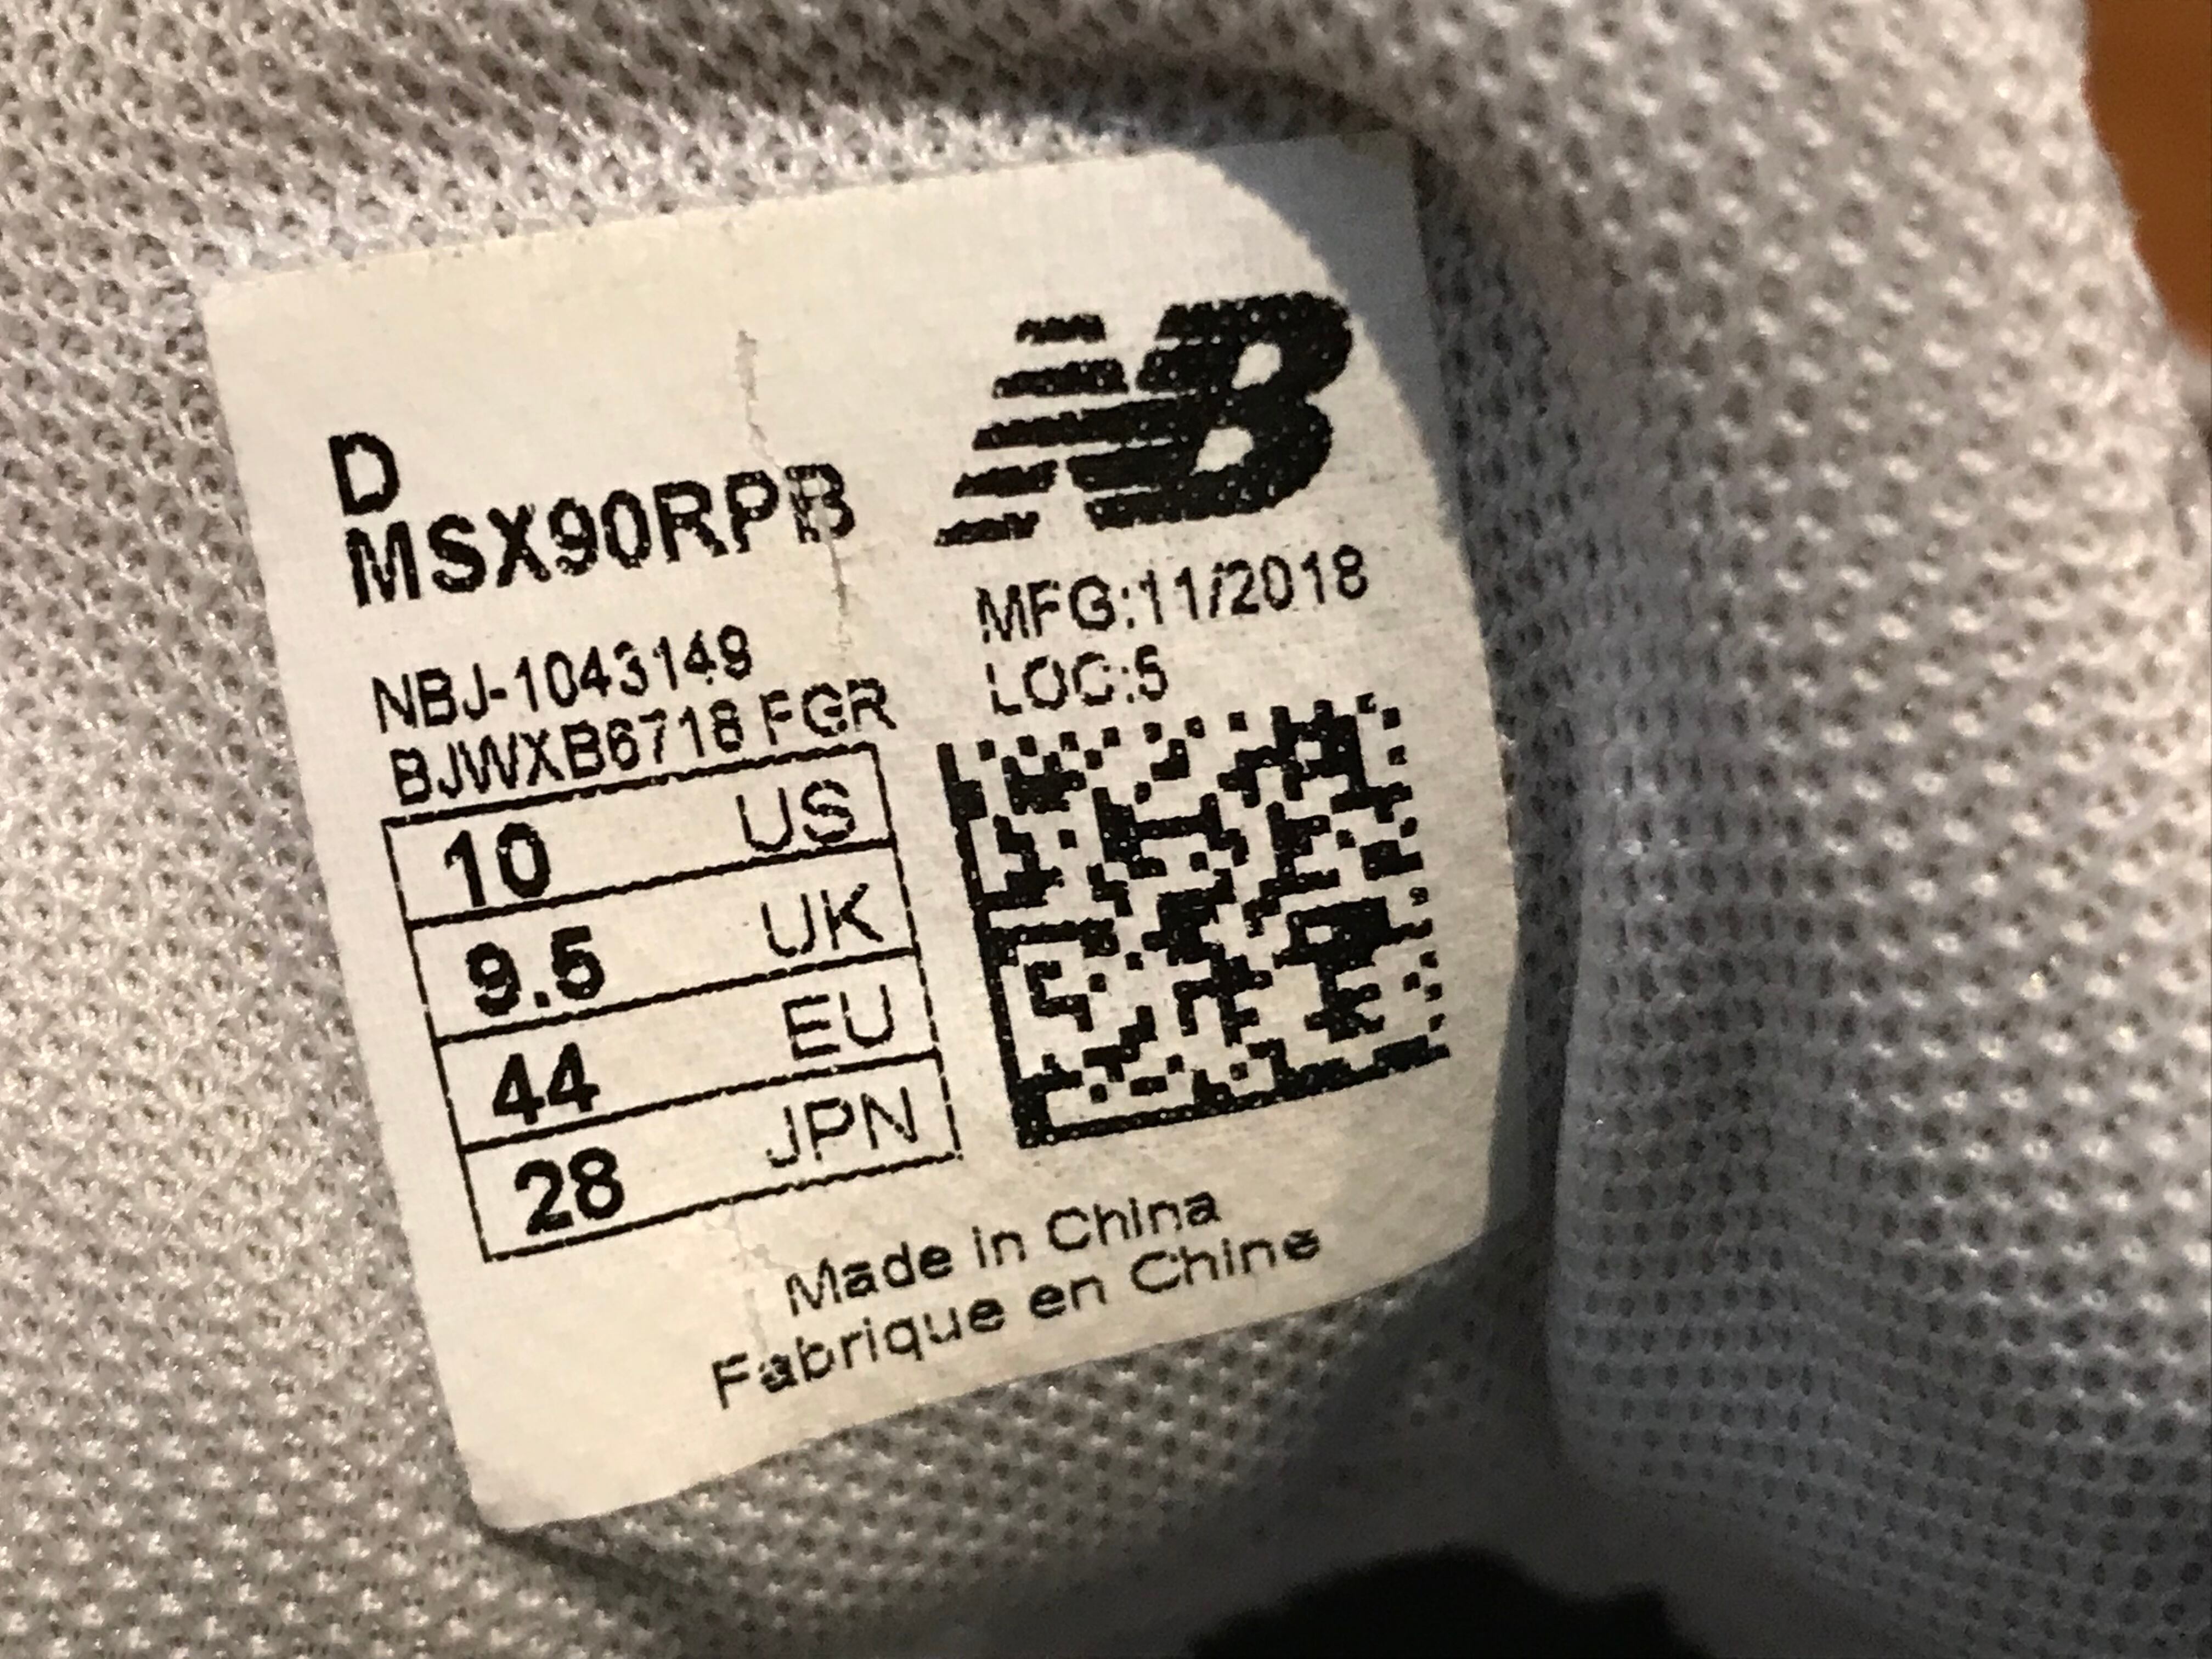 NB
D
MSX90RPB
MFG:11/2018
LOC:5
NBJ-1043149
BJWXB6718 FGR
10 US
9.5 UK
44 EU
28 JPN
Made in China
Fabrique en Chine